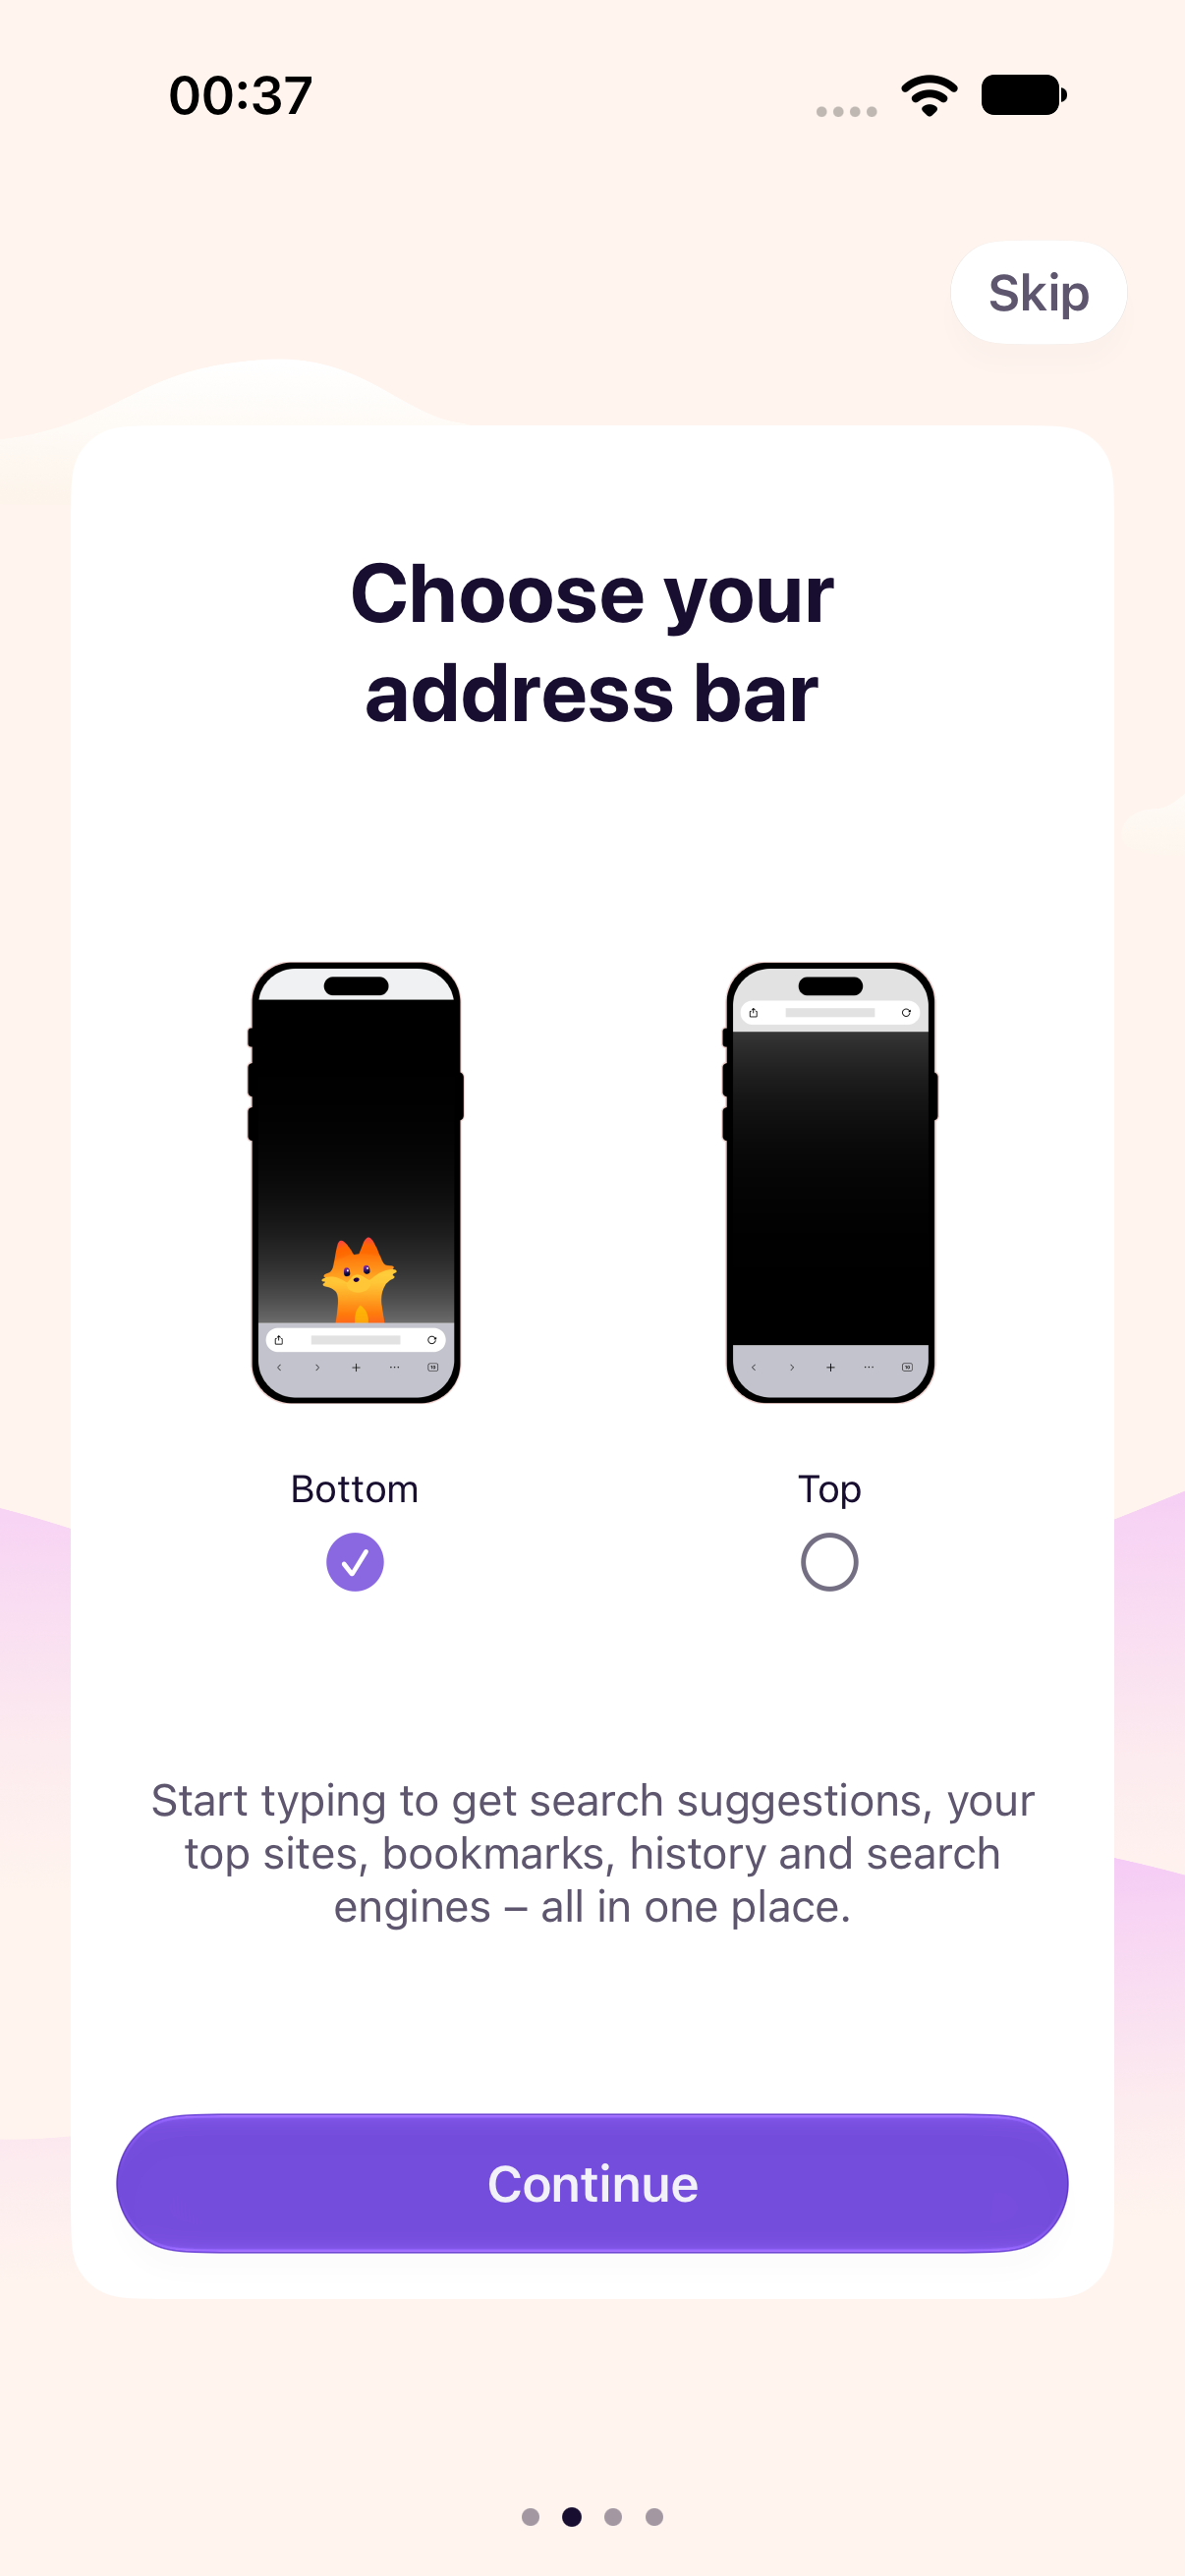 00:37
Skip
Choose your
address bar
Bottom
Top
Start typing to get search suggestions, your
top sites, bookmarks, history and search
engines – all in one place.
Continue